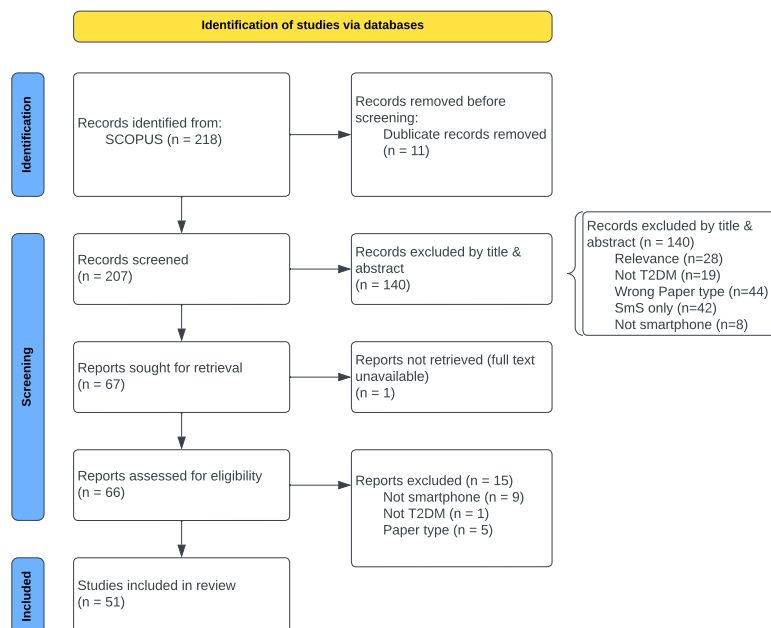 Identification of studies via databases
Identification
Records identified from:
SCOPUS (n = 218)
Records removed before
screening:
Dublicate records removed
(n = 11)
Screening
Records screened
(n = 207)
Records excluded by title &
abstract
(n = 140)
Records excluded by title &
abstract (n = 140)
Relevance (n=28)
Not T2DM (n=19)
Wrong Paper type (n=44)
SmS only (n=42)
Not smartphone (n=8)
Reports sought for retrieval
(n = 67)
Reports not retrieved (full text
unavailable)
(n = 1)
Reports assessed for eligibility
(n = 66)
Reports excluded (n = 15)
Not smartphone (n = 9)
Not T2DM (n = 1)
Paper type (n = 5)
Included
Studies included in review
(n = 51)